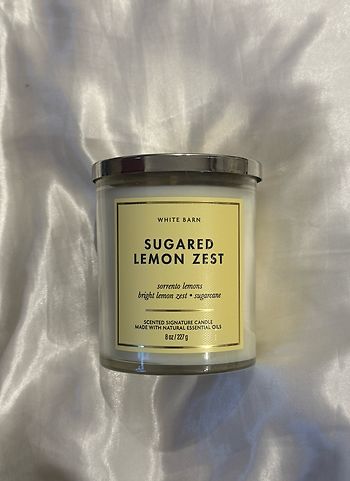 WHITE BARN
SUGARED
LEMON ZEST
sorrento lemons
bright lemon zest • sugarcane
SCENTED SIGNATURE CANDLE
MADE WITH NATURAL ESSENTIAL OILS
8 oz / 227 g